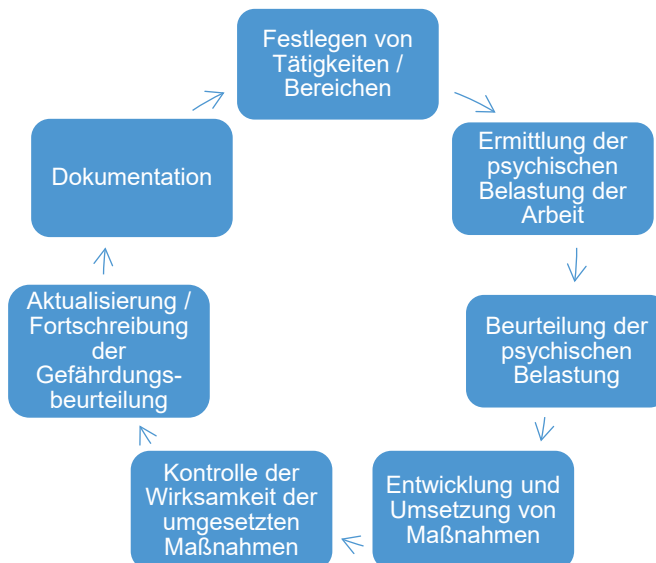 Festlegen von
Tätigkeiten /
Bereichen
Ermittlung der
psychischen
Belastung der
Arbeit
Beurteilung der
psychischen
Belastung
Entwicklung und
Umsetzung von
Maßnahmen
Kontrolle der
Wirksamkeit der
umgesetzten
Maßnahmen
Aktualisierung /
Fortschreibung
der
Gefährdungs-
beurteilung
Dokumentation